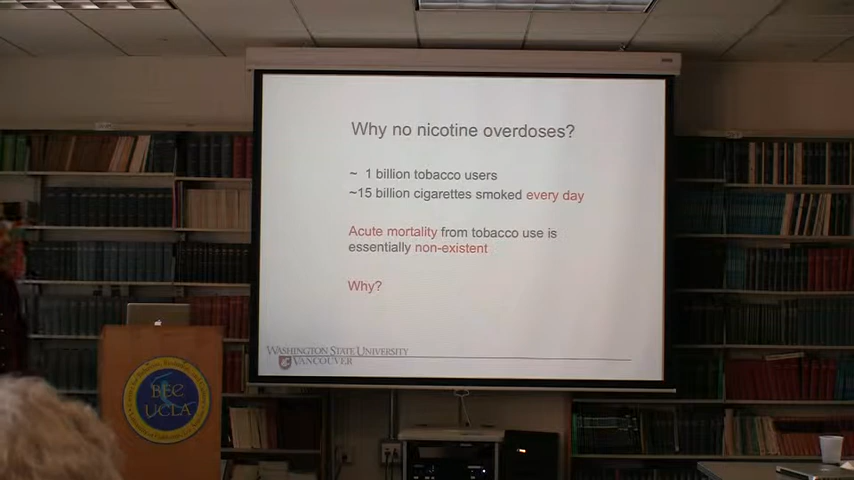 Why no nicotine overdoses?
~ 1 billion tobacco users
~15 billion cigarettes smoked every day
Acute mortality from tobacco use is
essentially non-existent
Why?
WASHINGTON STATE UNIVERSITY
VANCOUVER
BEC
UCLA